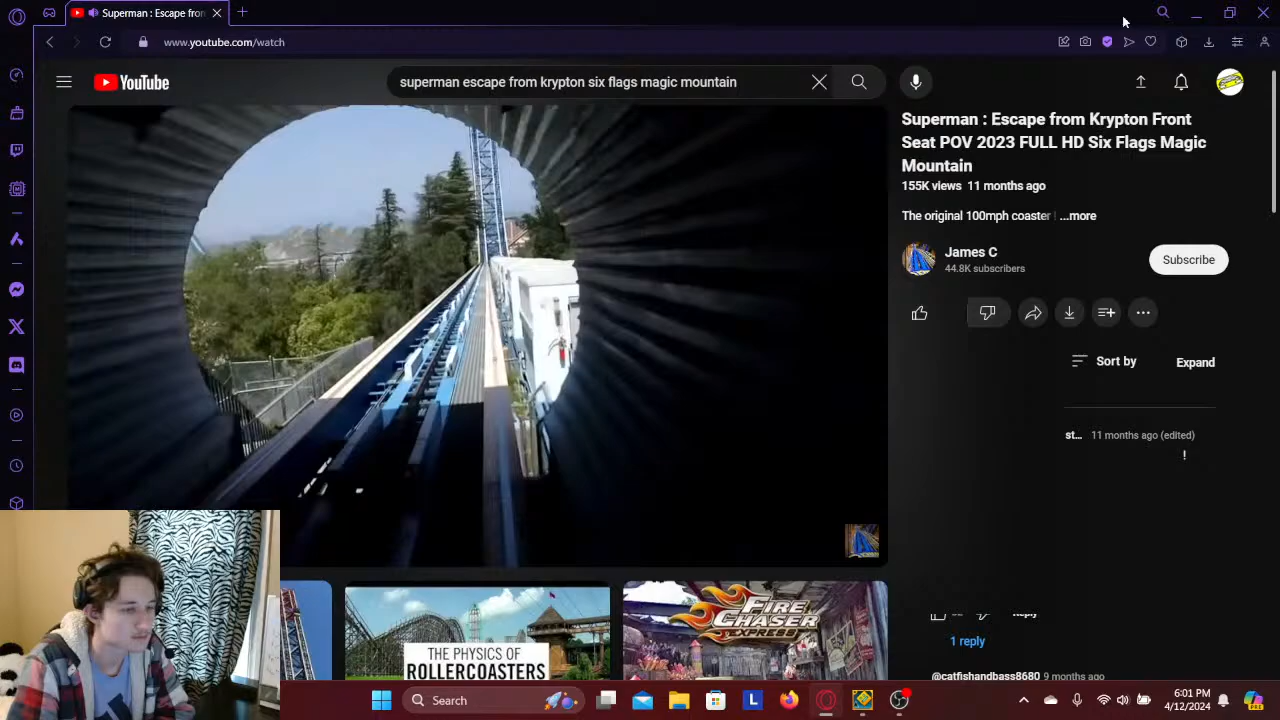 Superman : Escape from
www.youtube.com/watch
YouTube
superman escape from krypton six flags magic mountain
Superman : Escape from Krypton Front
Seat POV 2023 FULL HD Six Flags Magic
Mountain
155K views 11 months ago
The original 100mph coaster ...more
James C
44.8K subscribers
Subscribe
Sort by
Expand
st... 11 months ago (edited)
!
Reply
1 reply
@catfishandbass8680 9 months ago
THE PHYSICS OF
ROLLERCOASTERS
FIRE
CHASER
EXPRESS
Search
L
6:01 PM
4/12/2024